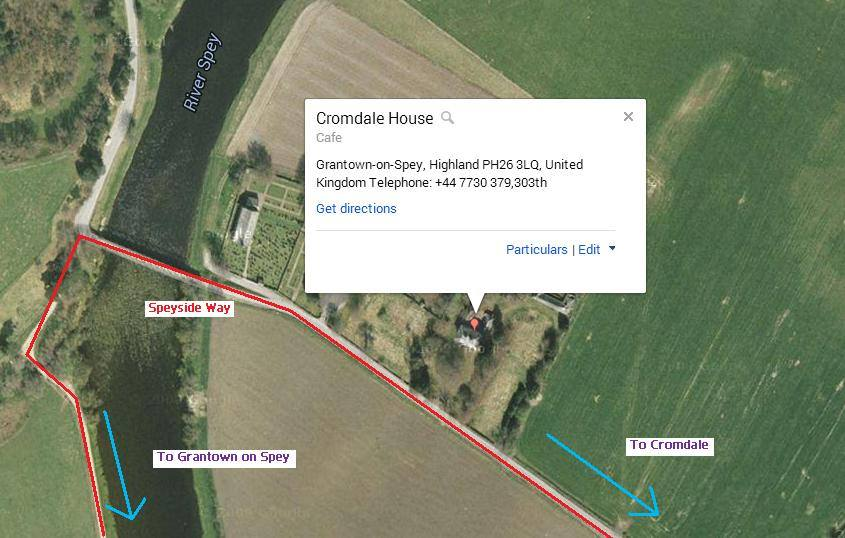 River Spey
Cromdale House
Cafe
Grantown-on-Spey, Highland PH26 3LQ, United
Kingdom Telephone: +44 7730 379,303th
Get directions
Particulars | Edit
Speyside Way
To Cromdale
To Grantown on Spey